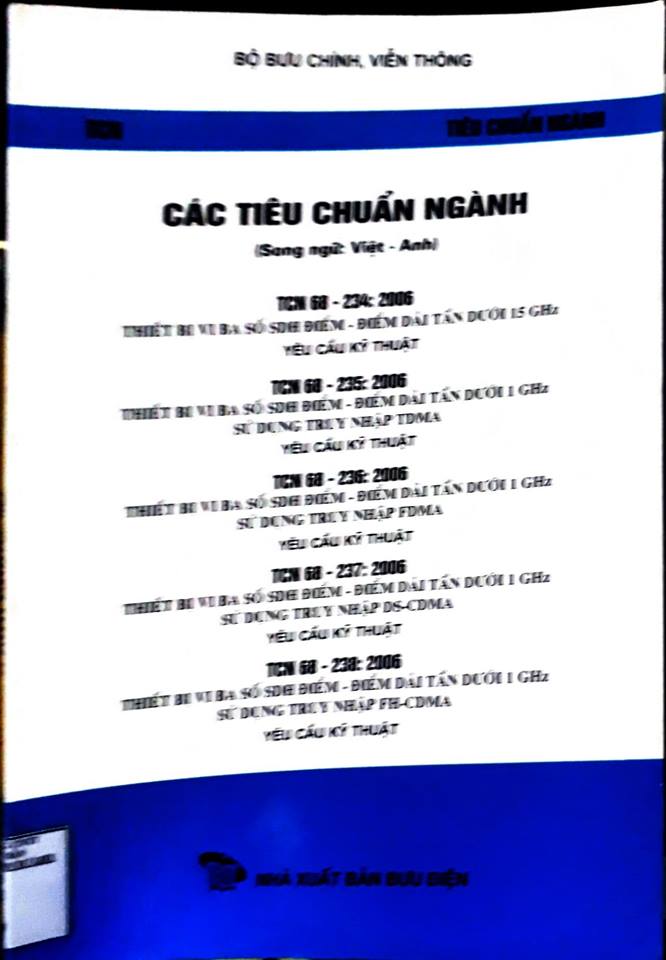 BỘ BƯU CHÍNH, VIỄN THÔNG
TCN
TIÊU CHUẨN NGÀNH
CÁC TIÊU CHUẨN NGÀNH
(Song ngữ: Việt - Anh)
TCN 68 - 234: 2006
THIẾT BỊ VI BA SỐ SDH ĐIỂM - ĐIỂM DẢI TẦN DƯỚI 15 GHz
YÊU CẦU KỸ THUẬT
TCN 68 - 235: 2006
THIẾT BỊ VI BA SỐ SDH ĐIỂM - ĐIỂM DẢI TẦN DƯỚI 1 GHz
SỬ DỤNG TRUY NHẬP TDMA
YÊU CẦU KỸ THUẬT
TCN 68 - 236: 2006
THIẾT BỊ VI BA SỐ SDH ĐIỂM - ĐIỂM DẢI TẦN DƯỚI 1 GHz
SỬ DỤNG TRUY NHẬP FDMA
YÊU CẦU KỸ THUẬT
TCN 68 - 237: 2006
THIẾT BỊ VI BA SỐ SDH ĐIỂM - ĐIỂM DẢI TẦN DƯỚI 1 GHz
SỬ DỤNG TRUY NHẬP DS-CDMA
YÊU CẦU KỸ THUẬT
TCN 68 - 238: 2006
THIẾT BỊ VI BA SỐ SDH ĐIỂM - ĐIỂM DẢI TẦN DƯỚI 1 GHz
SỬ DỤNG TRUY NHẬP FH-CDMA
YÊU CẦU KỸ THUẬT
NHÀ XUẤT BẢN BƯU ĐIỆN